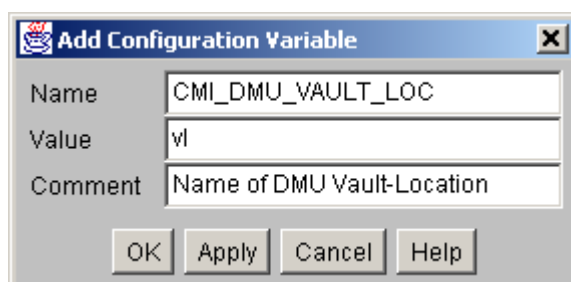 Add Configuration Variable
Name CMI_DMU_VAULT_LOC
Value vl
Comment Name of DMU Vault-Location
OK Apply Cancel Help